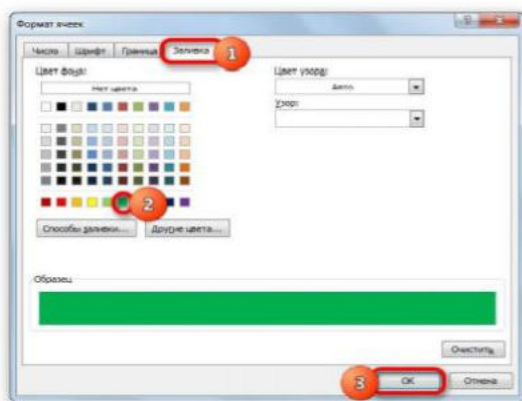 Формат ячеек
Число Шрифт Граница Заливка 1
Цвет фона: Цвет узора:
Нет цвета Авто
Узор:
2
Способы заливки... Другие цвета...
Образец
Очистить
3 ОК Отмена